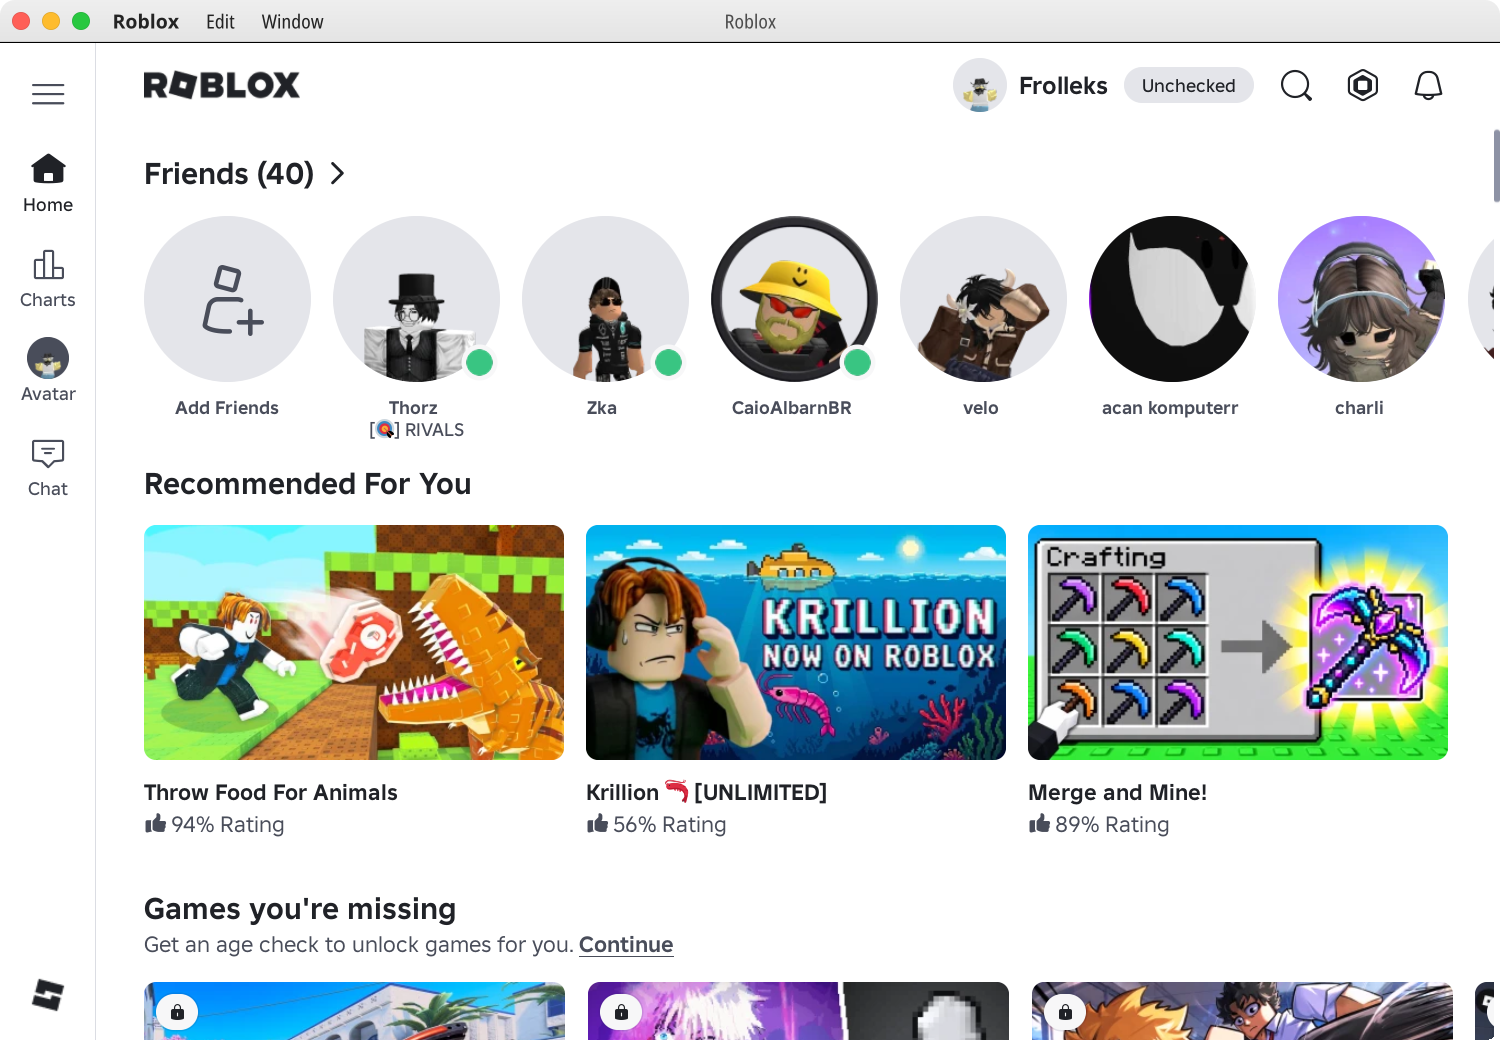 Roblox Edit Window Roblox
ROBLOX
Frolleks Unchecked
Home
Charts
Avatar
Chat
Friends (40)
Add Friends
Thorz
[🎯] RIVALS
Zka
CaioAlbarnBR
velo
acan komputerr
charli
Recommended For You
KRILLION
NOW ON ROBLOX
Crafting
Throw Food For Animals
94% Rating
Krillion 🦐 [UNLIMITED]
56% Rating
Merge and Mine!
89% Rating
Games you're missing
Get an age check to unlock games for you. Continue